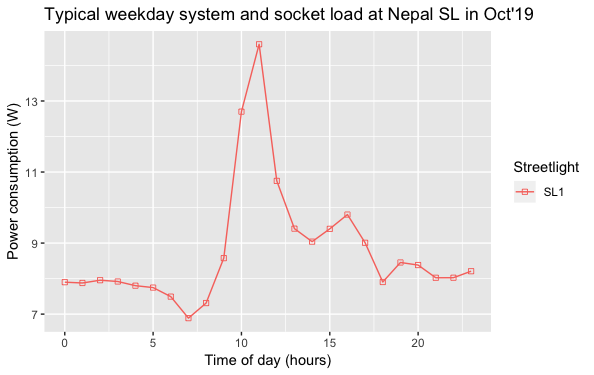 Typical weekday system and socket load at Nepal SL in Oct'19
13
11
9
7
Power consumption (W)
0 5 10 15 20
Time of day (hours)
Streetlight
SL1